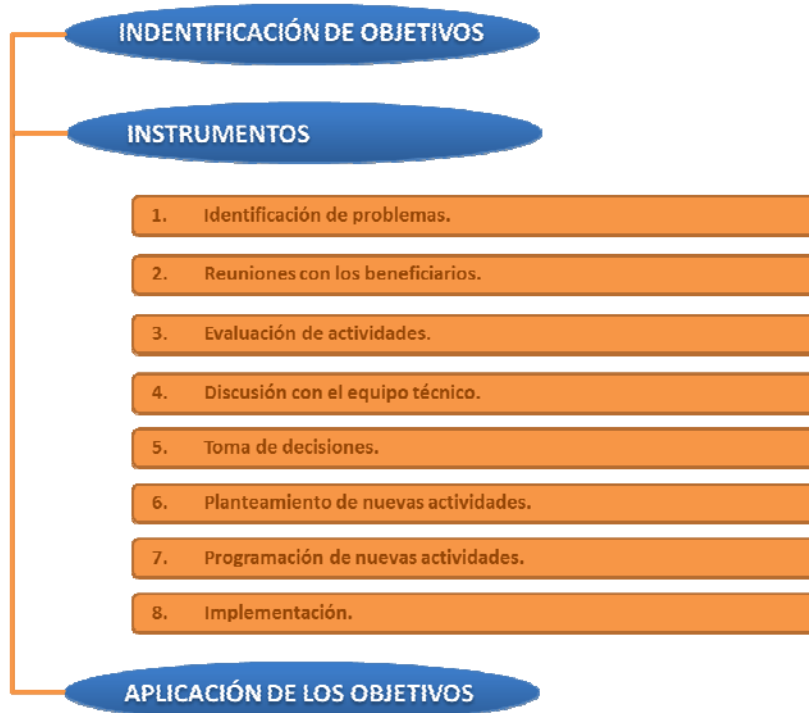 INDENTIFICACIÓN DE OBJETIVOS
INSTRUMENTOS
1. Identificación de problemas.
2. Reuniones con los beneficiarios.
3. Evaluación de actividades.
4. Discusión con el equipo técnico.
5. Toma de decisiones.
6. Planteamiento de nuevas actividades.
7. Programación de nuevas actividades.
8. Implementación.
APLICACIÓN DE LOS OBJETIVOS